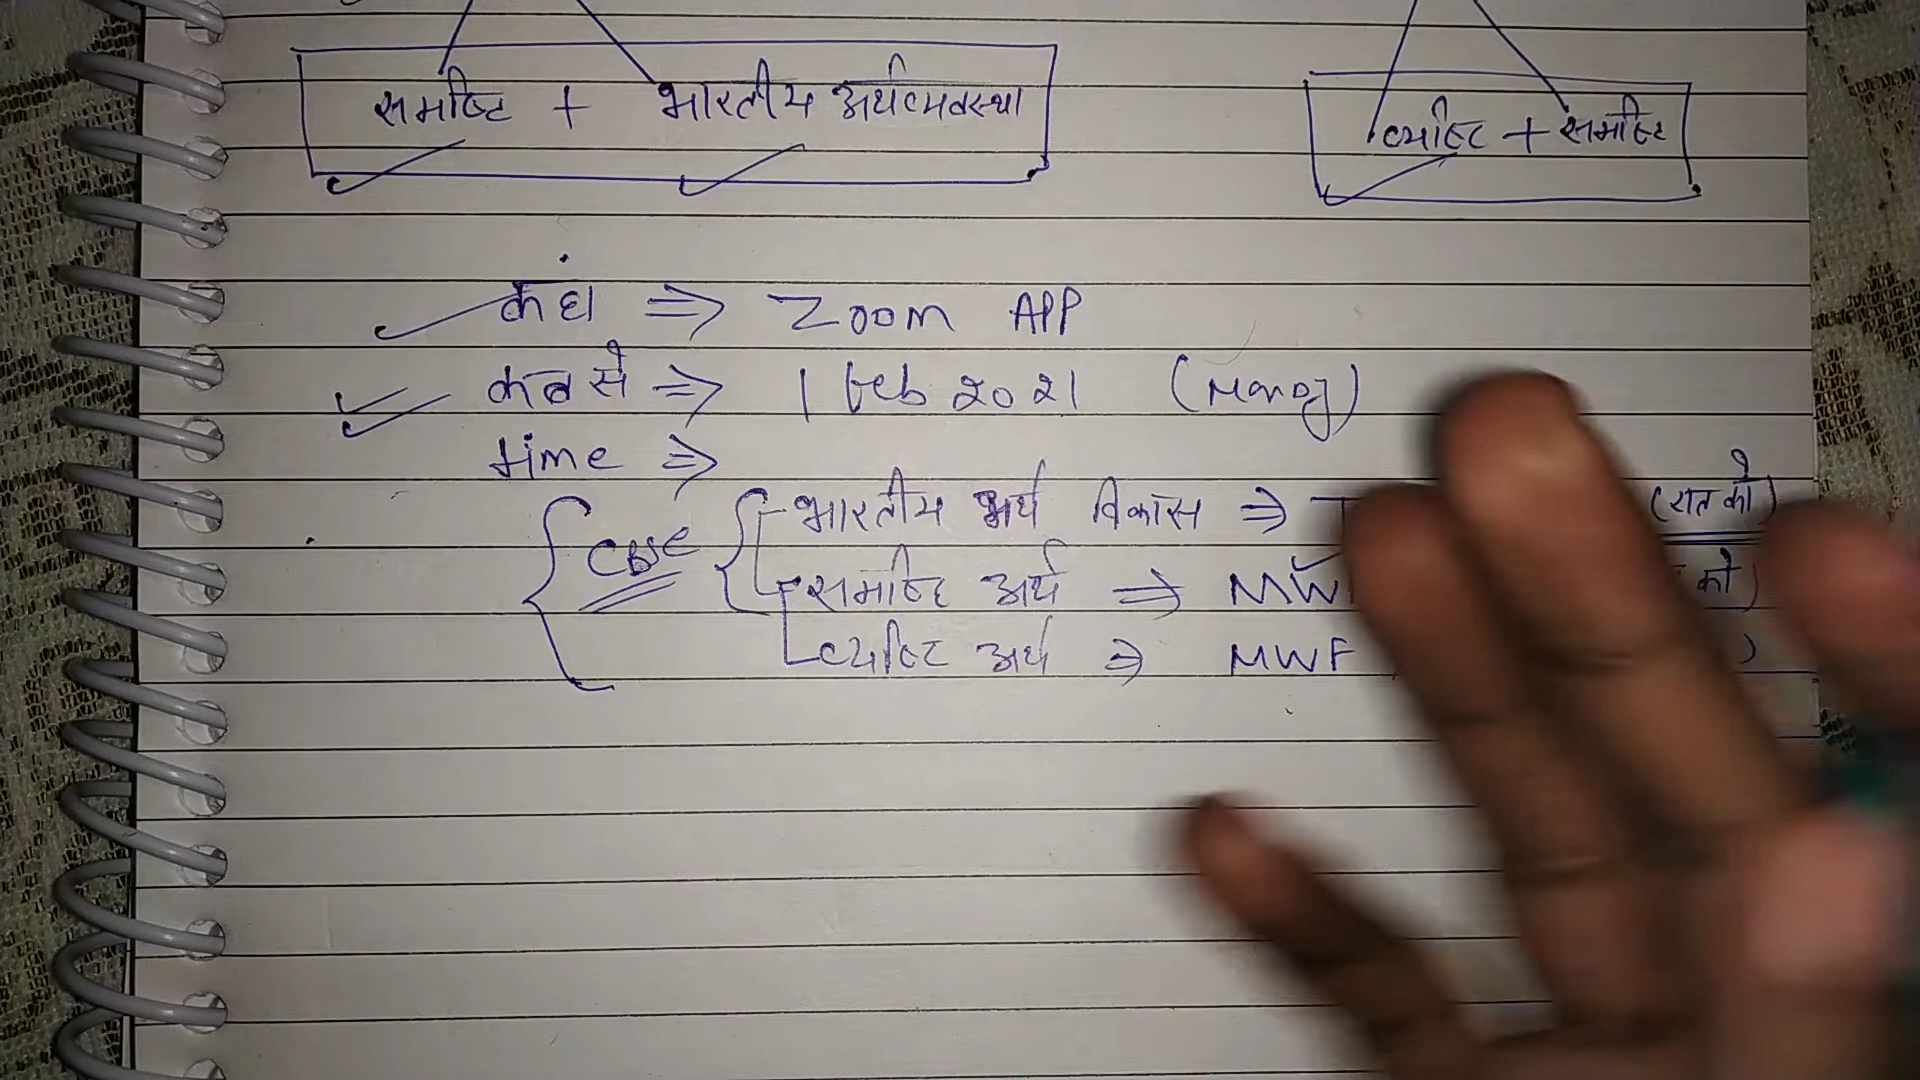 समष्टि + भारतीय अर्थव्यवस्था
व्यष्टि + समष्टि
कहां ⇒ Zoom APP
कब से ⇒ 1 Feb 2021
time ⇒
CBSE
भारतीय अर्थ विकास ⇒ T (रात को)
समष्टि अर्थ ⇒ MW को)
व्यष्टि अर्थ ⇒ MWF )